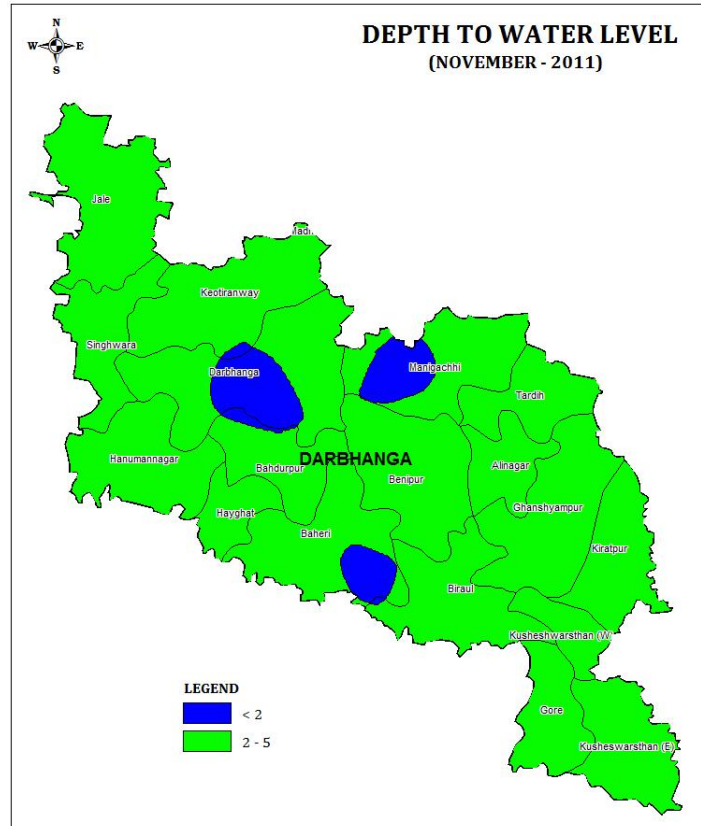 N
W E
S
DEPTH TO WATER LEVEL
(NOVEMBER - 2011)
Jale
Madh
Keotiranway
Singhwara
Darbhanga
Manigachhi
Tardih
Hanumannagar
DARBHANGA
Bahdurpur
Benipur
Alinagar
Ghanshyampur
Hayghat
Baheri
Kiratpur
Biraul
Kusheshwarsthan (W
Gore
Kusheswarsthan (E)
LEGEND
< 2
2 - 5